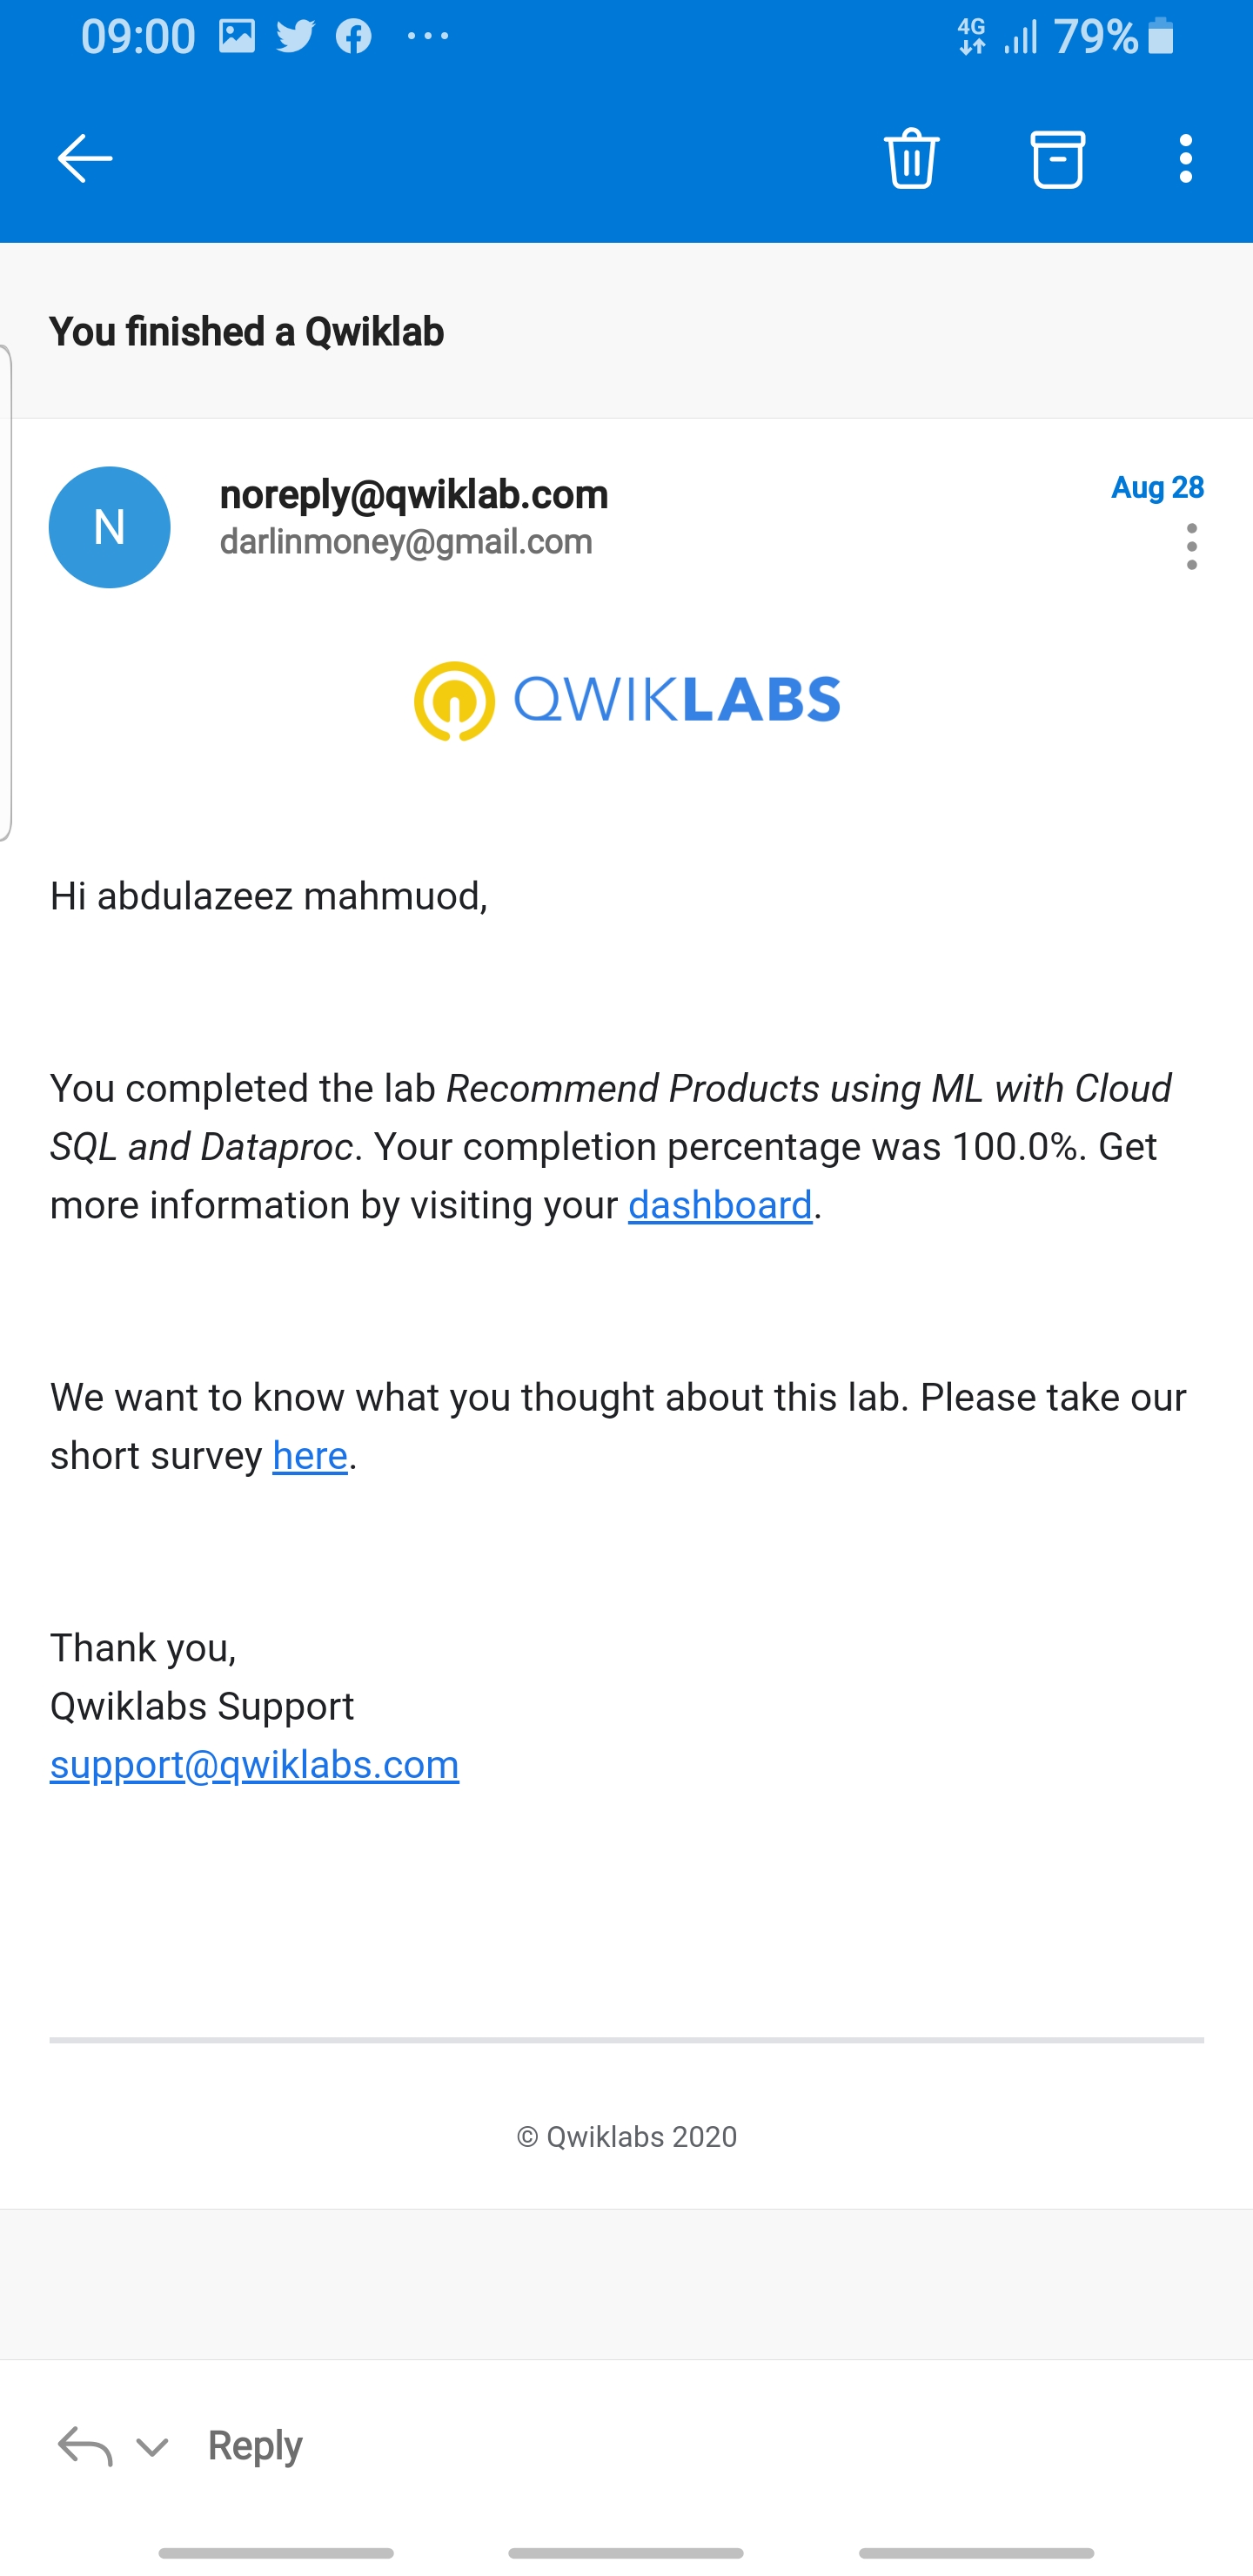 09:00
4G
79%
You finished a Qwiklab
N
noreply@qwiklab.com
Aug 28
darlinmoney@gmail.com
QWIKLABS
Hi abdulazeez mahmuod,
You completed the lab Recommend Products using ML with Cloud
SQL and Dataproc. Your completion percentage was 100.0%. Get
more information by visiting your dashboard.
We want to know what you thought about this lab. Please take our
short survey here.
Thank you,
Qwiklabs Support
support@qwiklabs.com
© Qwiklabs 2020
Reply